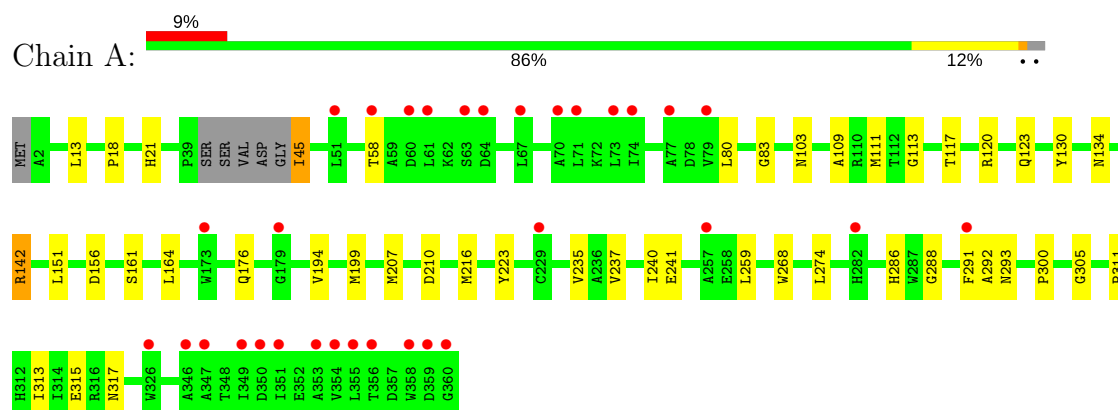 9%
Chain A:
86% 12% • •
MET A2 L13 P18 H21 P39 SER SER VAL ASP GLY I45 L51 T58 A59 D60 L61 K62 S63 D64 L67 A70 L71 K72 L73 I74 A77 D78 V79 L80 G83 N103 A109 R110 M111 T112 G113 T117 R120 Q123 Y130 N134
R142 L151 D156 S161 L164 W173 Q176 G179 V194 M199 M207 D210 M216 Y223 C229 V235 A236 V237 I240 E241 A257 E258 L259 W268 L274 H282 H286 W287 G288 F291 A292 N293 P300 G305
H312 I313 I314 E315 R316 N317 W326 A346 A347 T348 I349 D350 I351 E352 A353 V354 L355 T356 D357 W358 D359 G360